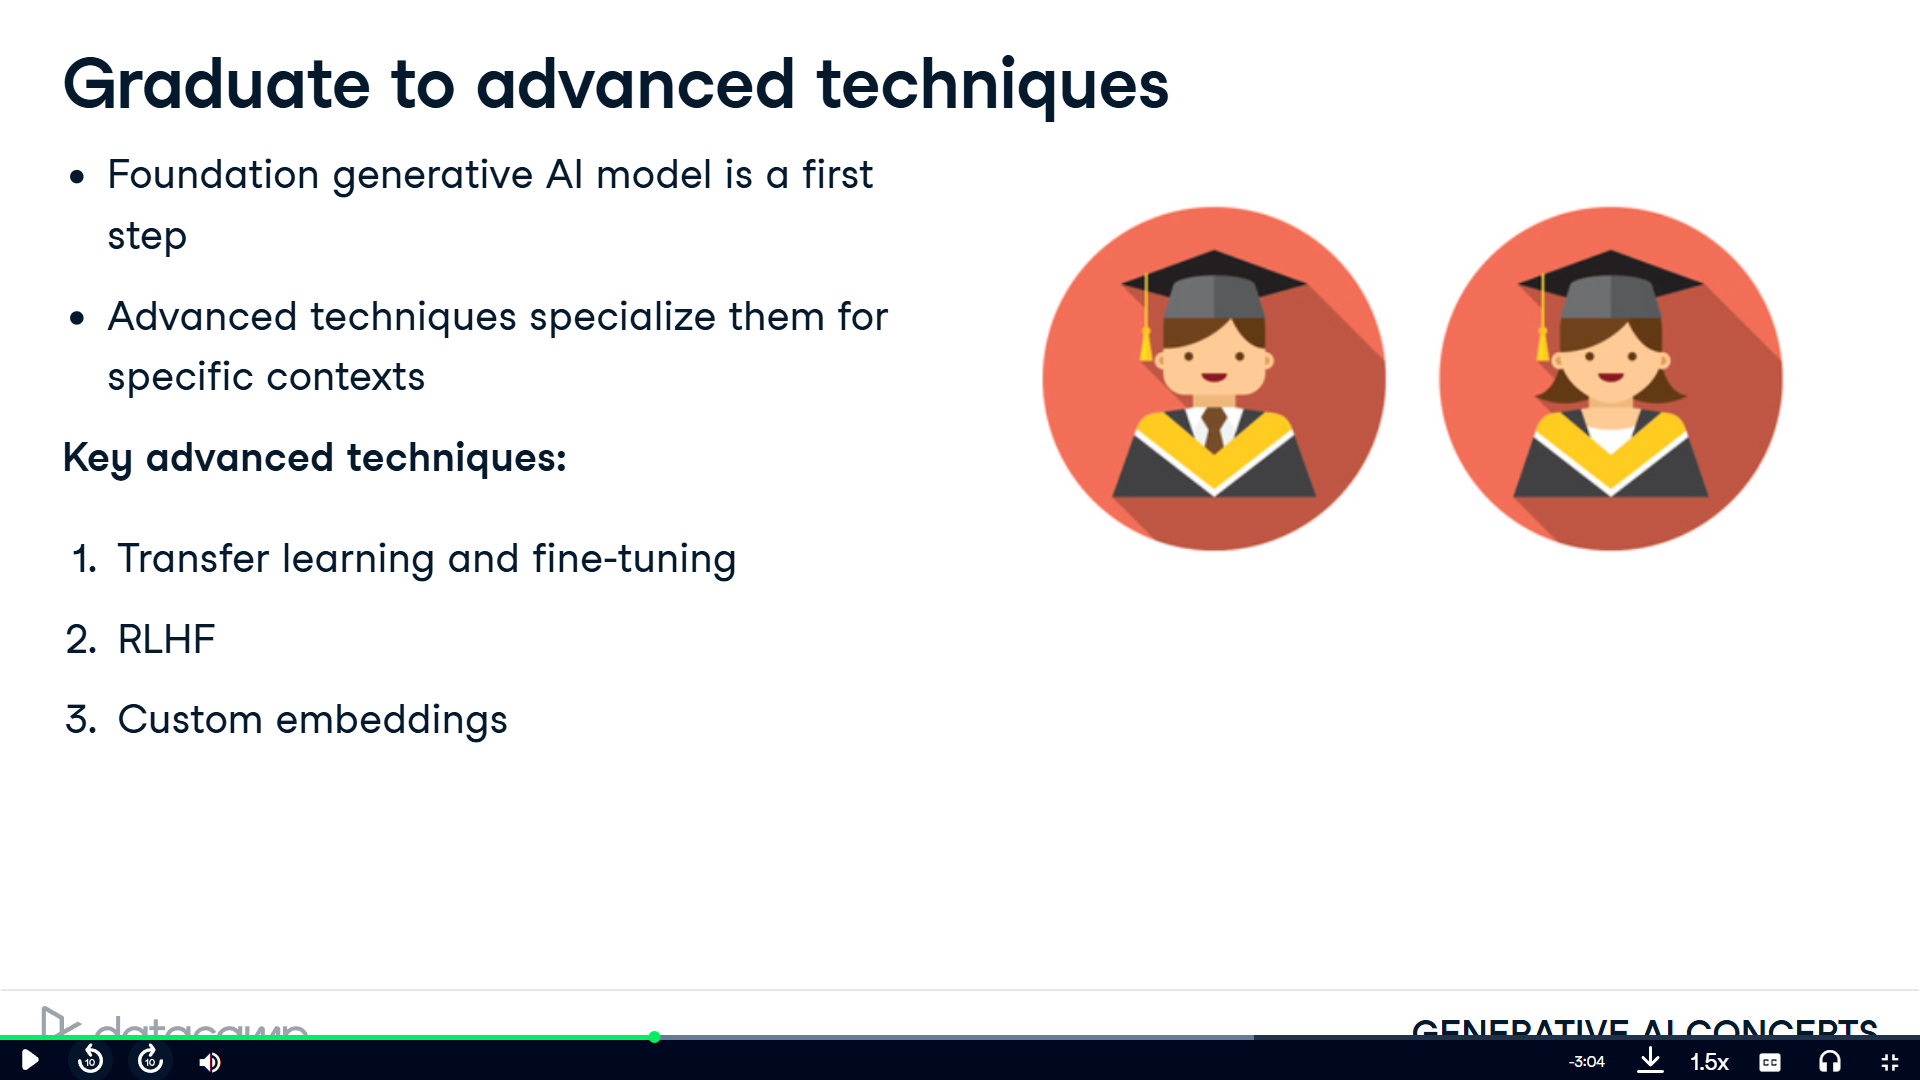 Graduate to advanced techniques
• Foundation generative AI model is a first
step
• Advanced techniques specialize them for
specific contexts
Key advanced techniques:
1. Transfer learning and fine-tuning
2. RLHF
3. Custom embeddings
datacamp
GENERATIVE AI CONCEPTS
10
10
-3:04
1.5x
CC